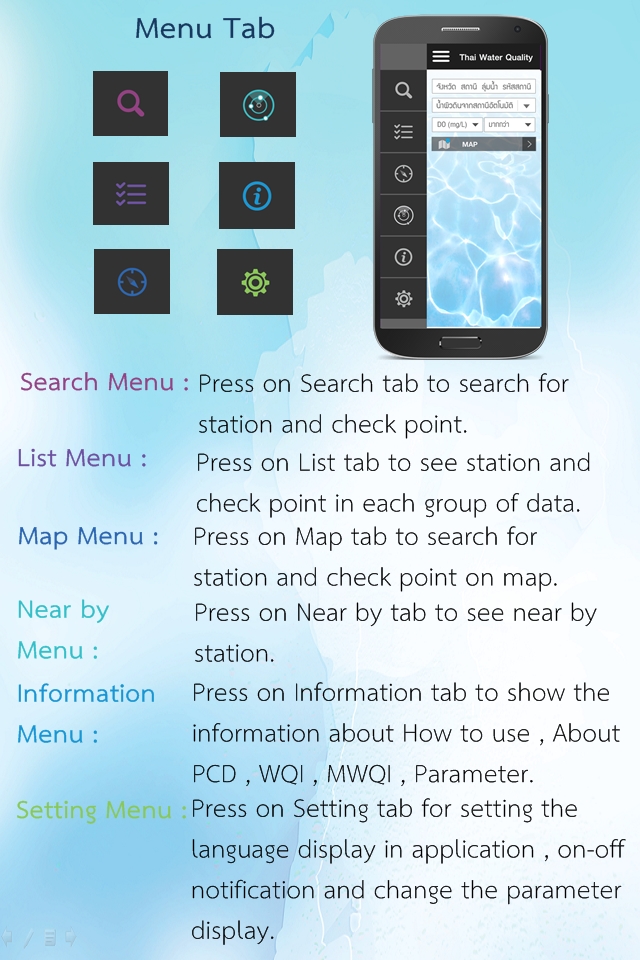 Menu Tab
Thai Water Quality
จังหวัด สถานี ลุ่มน้ำ รหัสสถานี
น้ำผิวดินจากสถานีอัตโนมัติ
DO (mg/L) มากกว่า
MAP
Search Menu : Press on Search tab to search for
station and check point.
List Menu : Press on List tab to see station and
check point in each group of data.
Map Menu : Press on Map tab to search for
station and check point on map.
Near by Menu : Press on Near by tab to see near by
station.
Information Menu : Press on Information tab to show the
information about How to use , About
PCD , WQI , MWQI , Parameter.
Setting Menu : Press on Setting tab for setting the
language display in application , on-off
notification and change the parameter
display.